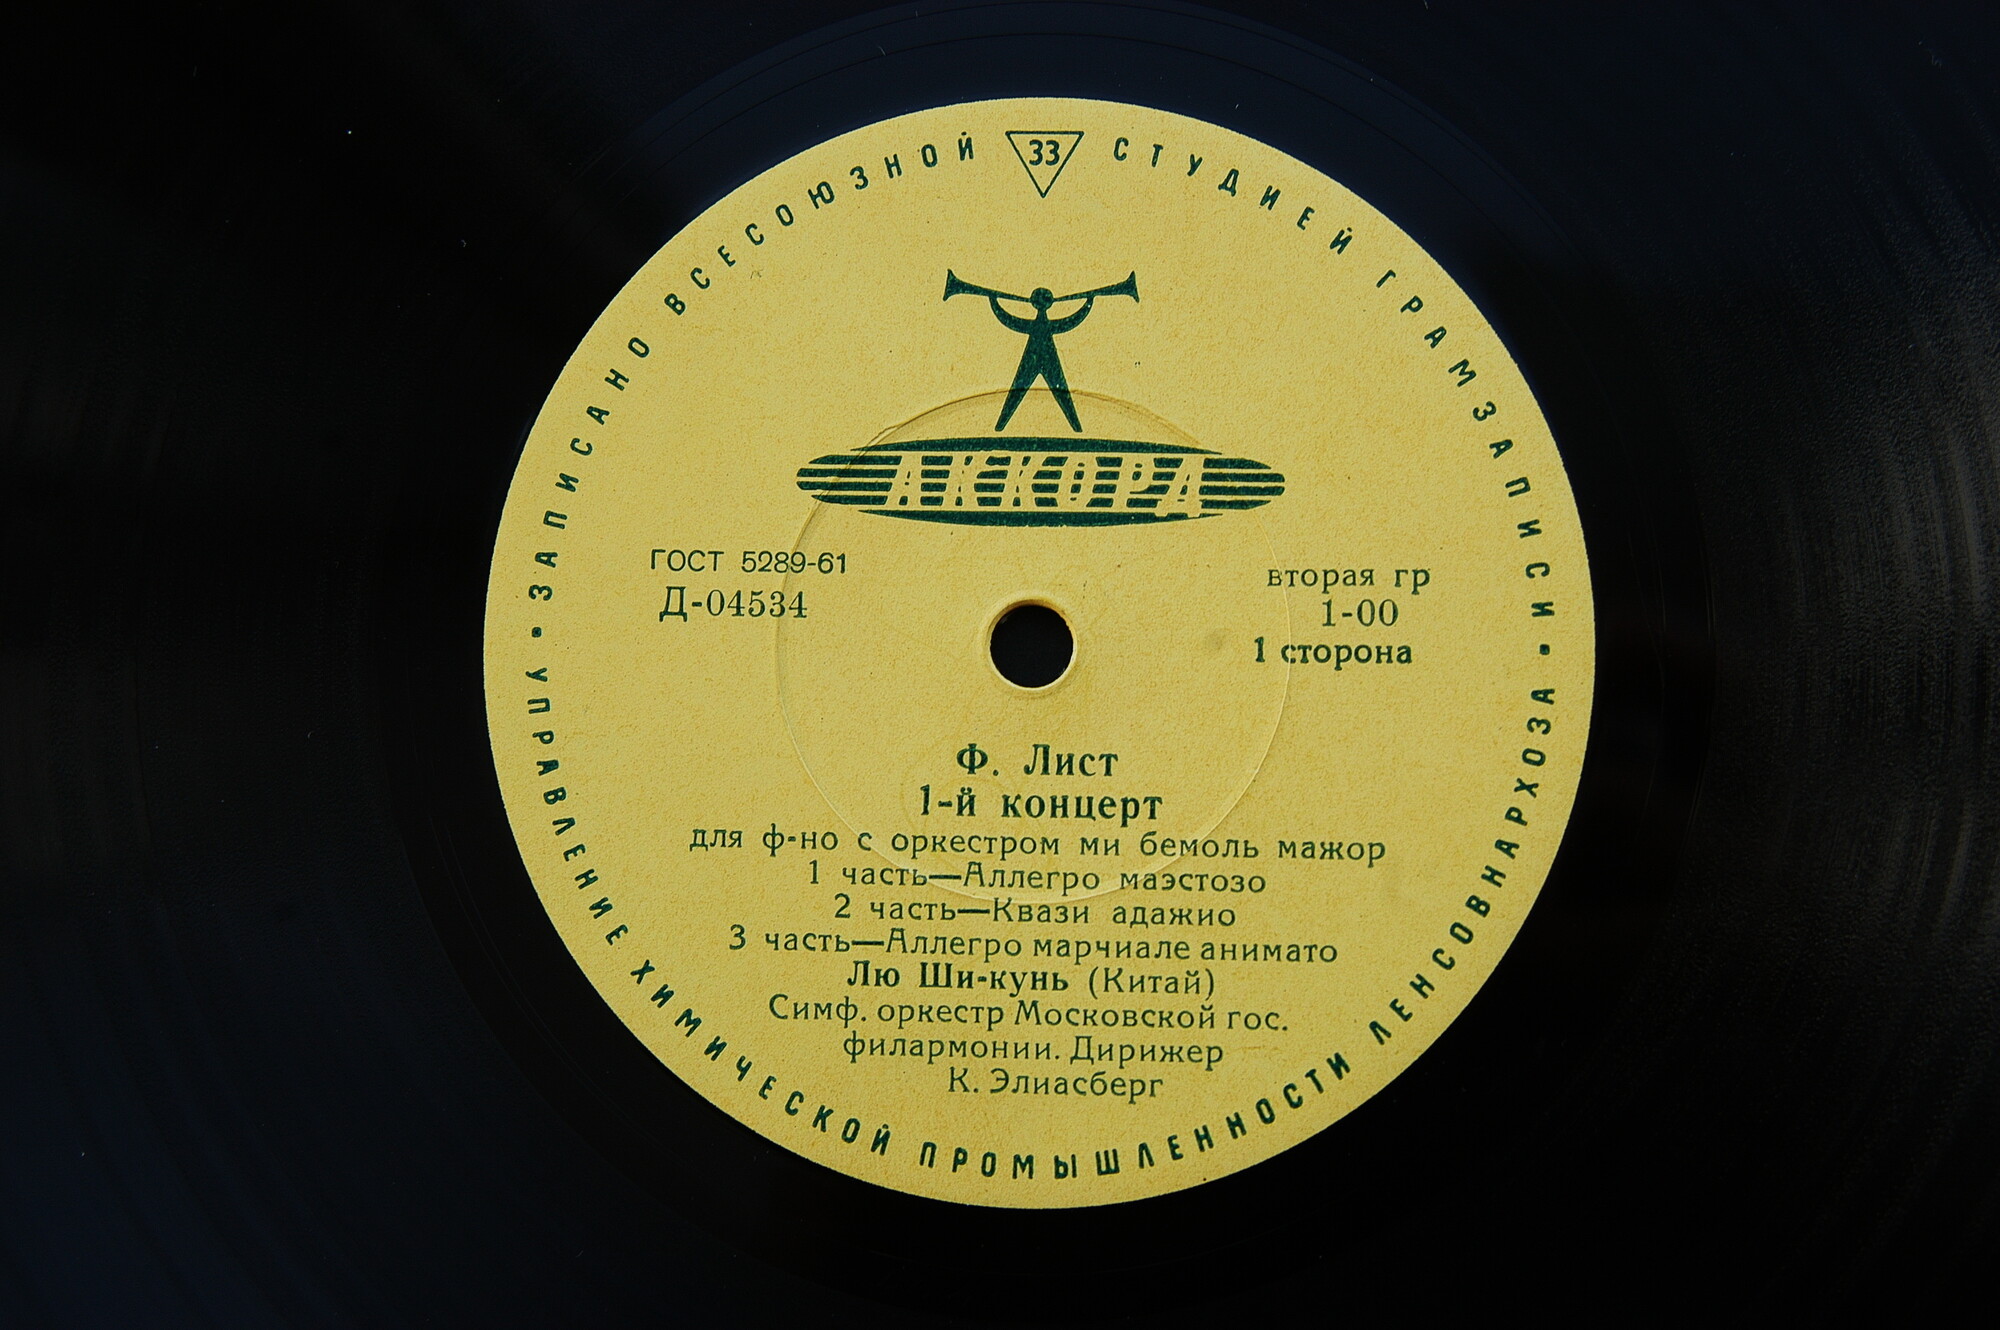 ЗАПИСАНО ВСЕСОЮЗНОЙ СТУДИЕЙ ГРАМЗАПИСИ
33
АККОРД
ГОСТ 5289-61
Д-04534
вторая гр
1-00
1 сторона
Ф. Лист
1-й концерт
для ф-но с оркестром ми бемоль мажор
1 часть—Аллегро маэстозо
2 часть—Квази адажио
3 часть—Аллегро марчиале анимато
Лю Ши-кунь (Китай)
Симф. оркестр Московской гос.
филармонии. Дирижер
К. Элиасберг
УПРАВЛЕНИЕ ХИМИЧЕСКОЙ ПРОМЫШЛЕННОСТИ ЛЕНСОВНАРХОЗА